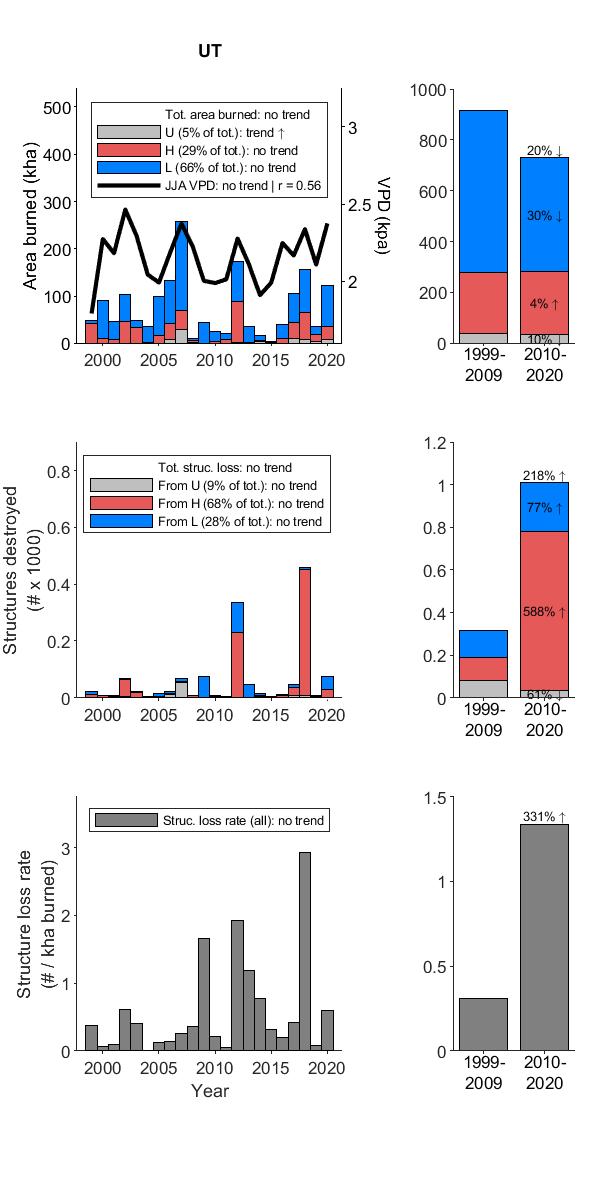 UT
Area burned (kha)
500
400
300
200
100
0
Tot. area burned: no trend
U (5% of tot.): trend ↑
H (29% of tot.): no trend
L (66% of tot.): no trend
JJA VPD: no trend | r = 0.56
3
2.5
2
VPD (kpa)
2000 2005 2010 2015 2020
1000
800
600
400
200
0
20% ↓
30% ↓
4% ↑
10%
1999-2009
2010-2020
Structures destroyed
(# x 1000)
0.8
0.6
0.4
0.2
0
Tot. struc. loss: no trend
From U (9% of tot.): no trend
From H (68% of tot.): no trend
From L (28% of tot.): no trend
2000 2005 2010 2015 2020
1.2
1
0.8
0.6
0.4
0.2
0
218% ↑
77% ↑
588% ↑
61% ↓
1999-2009
2010-2020
Structure loss rate
(# / kha burned)
3
2
1
0
Struc. loss rate (all): no trend
2000 2005 2010 2015 2020
Year
1.5
1
0.5
0
331% ↑
1999-2009
2010-2020